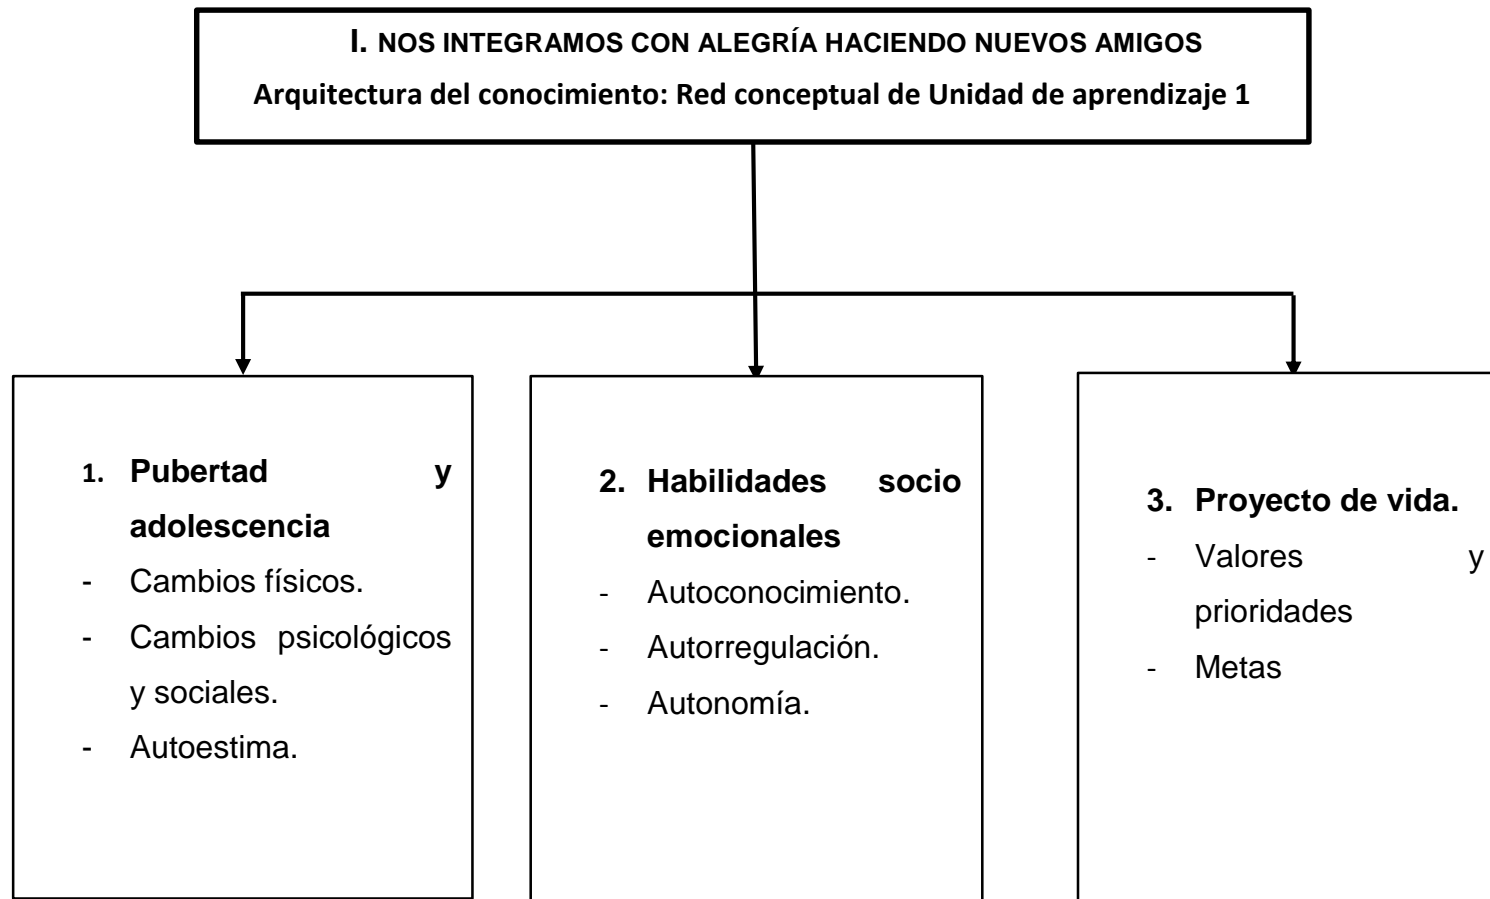 I. NOS INTEGRAMOS CON ALEGRÍA HACIENDO NUEVOS AMIGOS
Arquitectura del conocimiento: Red conceptual de Unidad de aprendizaje 1
1. Pubertad y
adolescencia
- Cambios físicos.
- Cambios psicológicos
y sociales.
- Autoestima.
2. Habilidades socio
emocionales
- Autoconocimiento.
- Autorregulación.
- Autonomía.
3. Proyecto de vida.
- Valores y
prioridades
- Metas